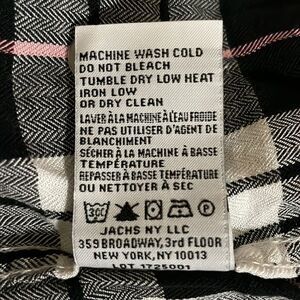 MACHINE WASH COLD
DO NOT BLEACH
TUMBLE DRY LOW HEAT
IRON LOW
OR DRY CLEAN
LAVER À LA MACHINE À L'EAU FROIDE
NE PAS UTILISER D'AGENT DE
BLANCHIMENT
SÉCHER À LA MACHINE À BASSE
TEMPÉRATURE
REPASSER À BASSE TEMPÉRATURE
OU NETTOYER À SEC
JACHS NY LLC
359 BROADWAY, 3rd FLOOR
NEW YORK, NY 10013
LOT 1725001